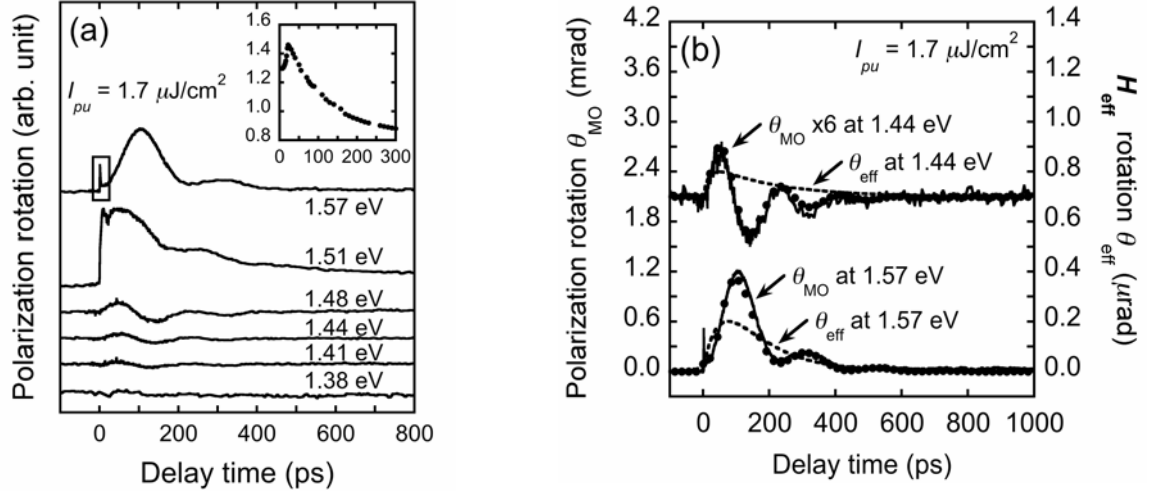 (a)
Polarization rotation (arb. unit)
I_pu = 1.7 μJ/cm²
1.6
1.4
1.2
1.0
0.8
0 100 200 300
1.57 eV
1.51 eV
1.48 eV
1.44 eV
1.41 eV
1.38 eV
0 200 400 600 800
Delay time (ps)
(b)
Polarization rotation θ_MO (mrad)
4.2
3.6
3.0
2.4
1.8
1.2
0.6
0.0
I_pu = 1.7 μJ/cm²
θ_MO x6 at 1.44 eV
θ_eff at 1.44 eV
θ_MO at 1.57 eV
θ_eff at 1.57 eV
1.4
1.2
1.0
0.8
0.6
0.4
0.2
0.0
H_eff rotation θ_eff (μrad)
0 200 400 600 800 1000
Delay time (ps)